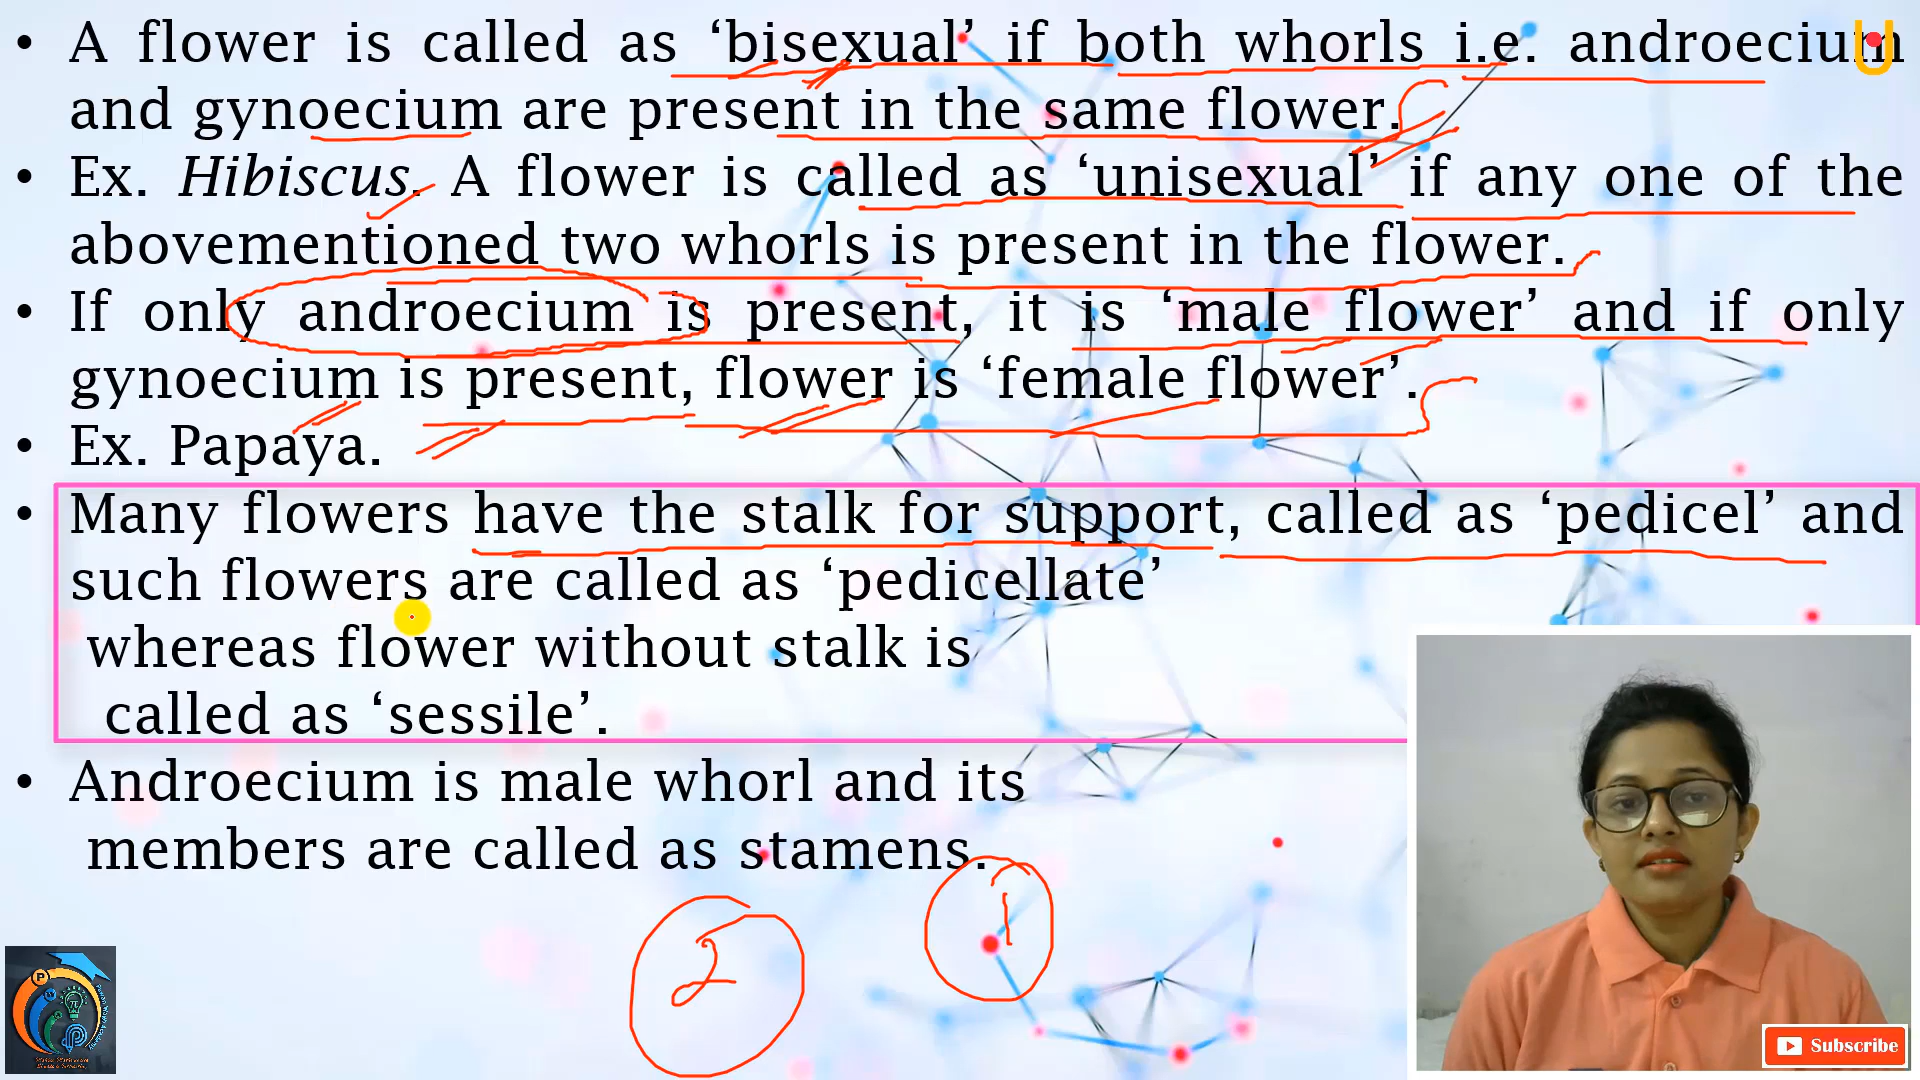 • A flower is called as ‘bisexual’ if both whorls i.e. androecium
and gynoecium are present in the same flower.
• Ex. Hibiscus. A flower is called as ‘unisexual’ if any one of the
abovementioned two whorls is present in the flower.
• If only androecium is present, it is ‘male flower’ and if only
gynoecium is present, flower is ‘female flower’.
• Ex. Papaya.
• Many flowers have the stalk for support, called as ‘pedicel’ and
such flowers are called as ‘pedicellate’
whereas flower without stalk is
called as ‘sessile’.
• Androecium is male whorl and its
members are called as stamens.
2
1
Subscribe